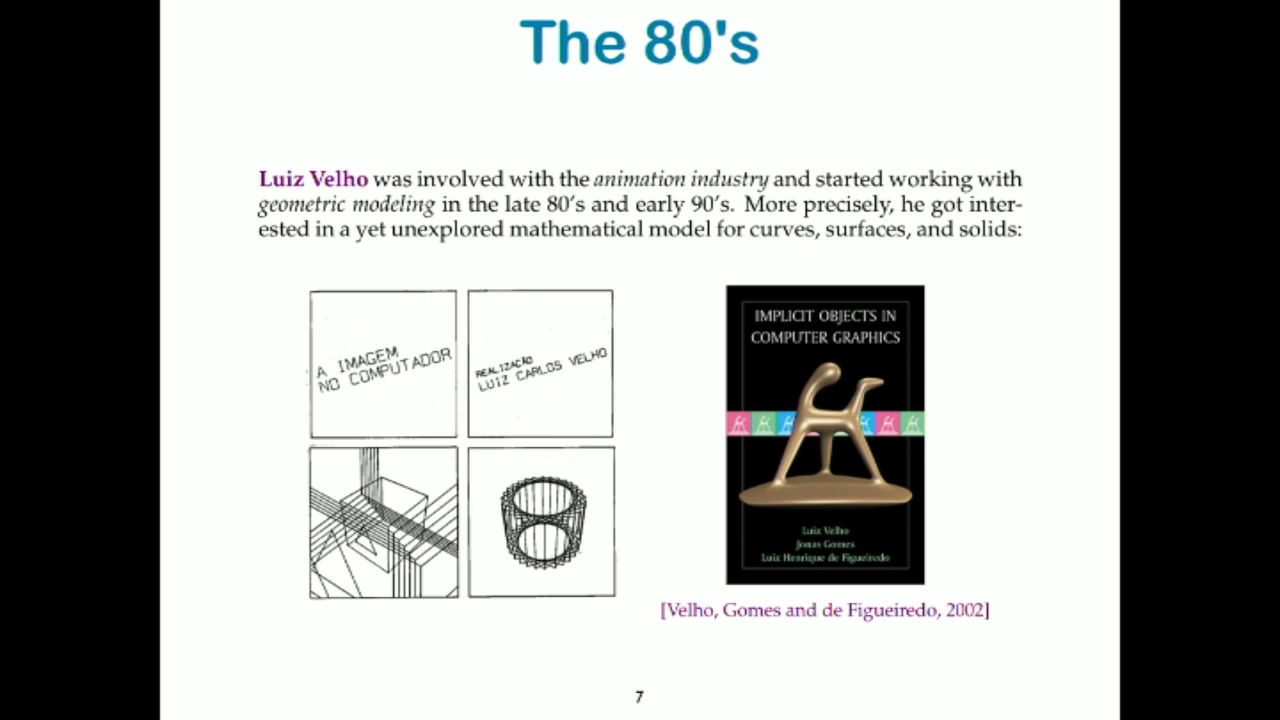 The 80's
Luiz Velho was involved with the animation industry and started working with
geometric modeling in the late 80's and early 90's. More precisely, he got inter-
ested in a yet unexplored mathematical model for curves, surfaces, and solids:
A IMAGEM
NO COMPUTADOR
REALIZAÇÃO
LUIZ CARLOS VELHO
IMPLICIT OBJECTS IN
COMPUTER GRAPHICS
Luiz Velho
Jonas Gomes
Luiz Henrique de Figueiredo
[Velho, Gomes and de Figueiredo, 2002]
7